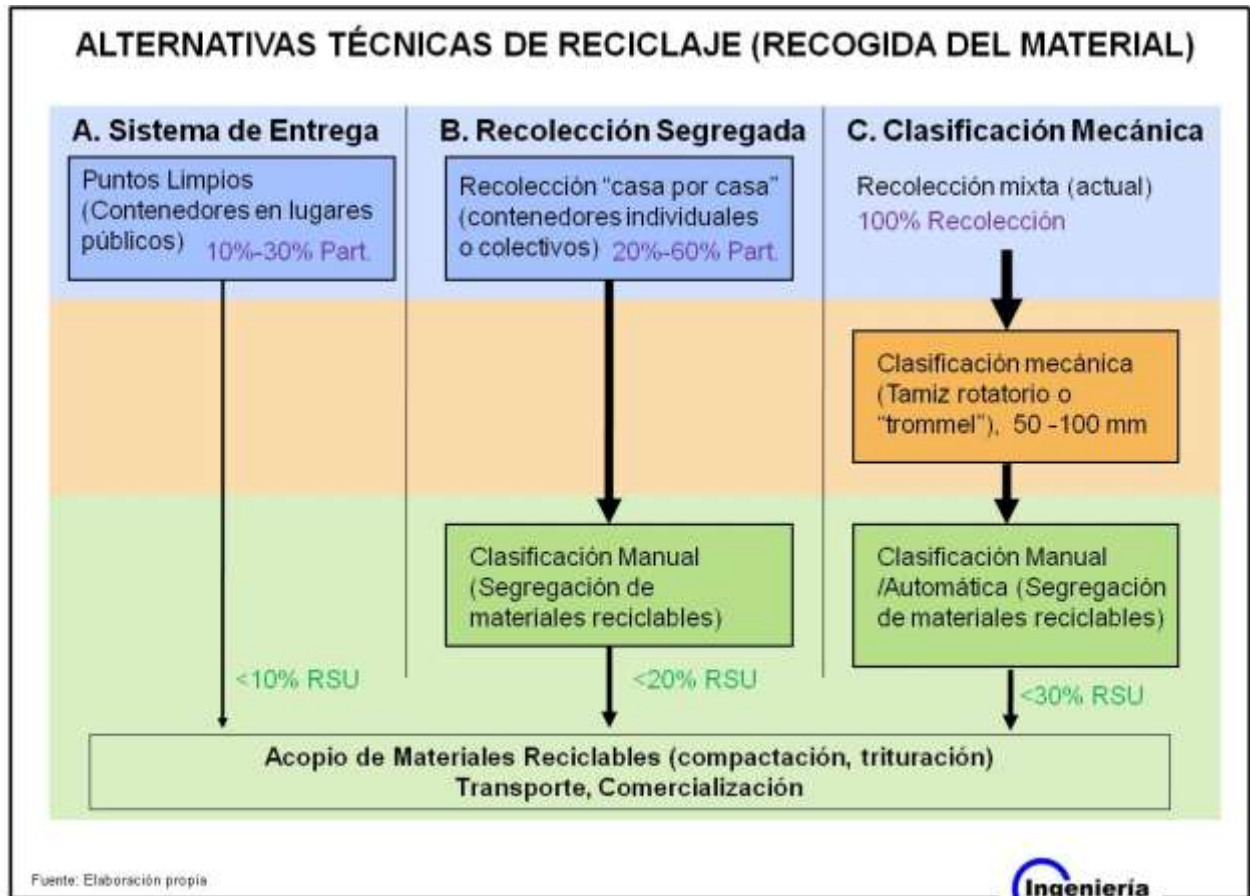 ALTERNATIVAS TÉCNICAS DE RECICLAJE (RECOGIDA DEL MATERIAL)
A. Sistema de Entrega
Puntos Limpios
(Contenedores en lugares
públicos) 10%-30% Part.
<10% RSU
B. Recolección Segregada
Recolección "casa por casa"
(contenedores individuales
o colectivos) 20%-60% Part.
Clasificación Manual
(Segregación de
materiales reciclables)
<20% RSU
C. Clasificación Mecánica
Recolección mixta (actual)
100% Recolección
Clasificación mecánica
(Tamiz rotatorio o
"trommel"), 50 -100 mm
Clasificación Manual
/Automática (Segregación
de materiales reciclables)
<30% RSU
Acopio de Materiales Reciclables (compactación, trituración)
Transporte, Comercialización
Fuente: Elaboración propia
Ingeniería